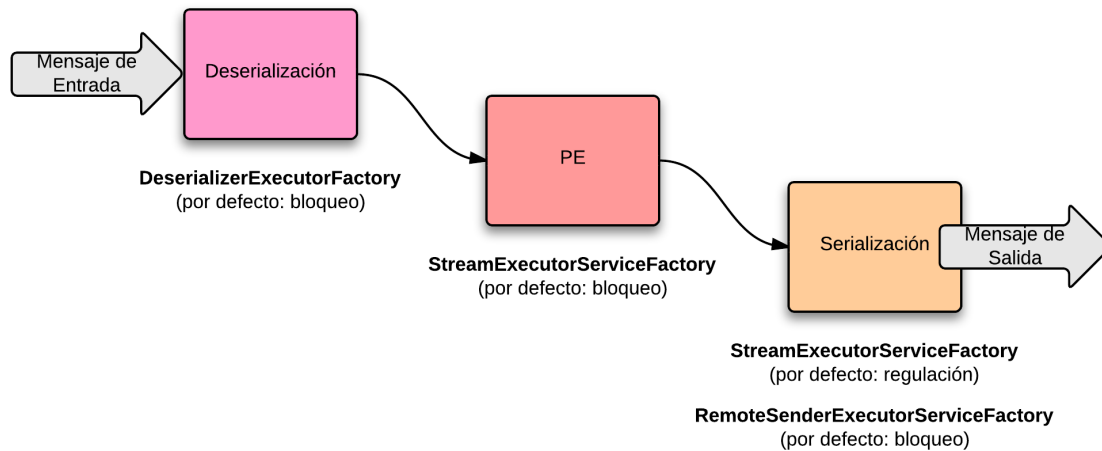 Mensaje de
Entrada
Deserialización
DeserializerExecutorFactory
(por defecto: bloqueo)
PE
StreamExecutorServiceFactory
(por defecto: bloqueo)
Serialización
Mensaje de
Salida
StreamExecutorServiceFactory
(por defecto: regulación)
RemoteSenderExecutorServiceFactory
(por defecto: bloqueo)